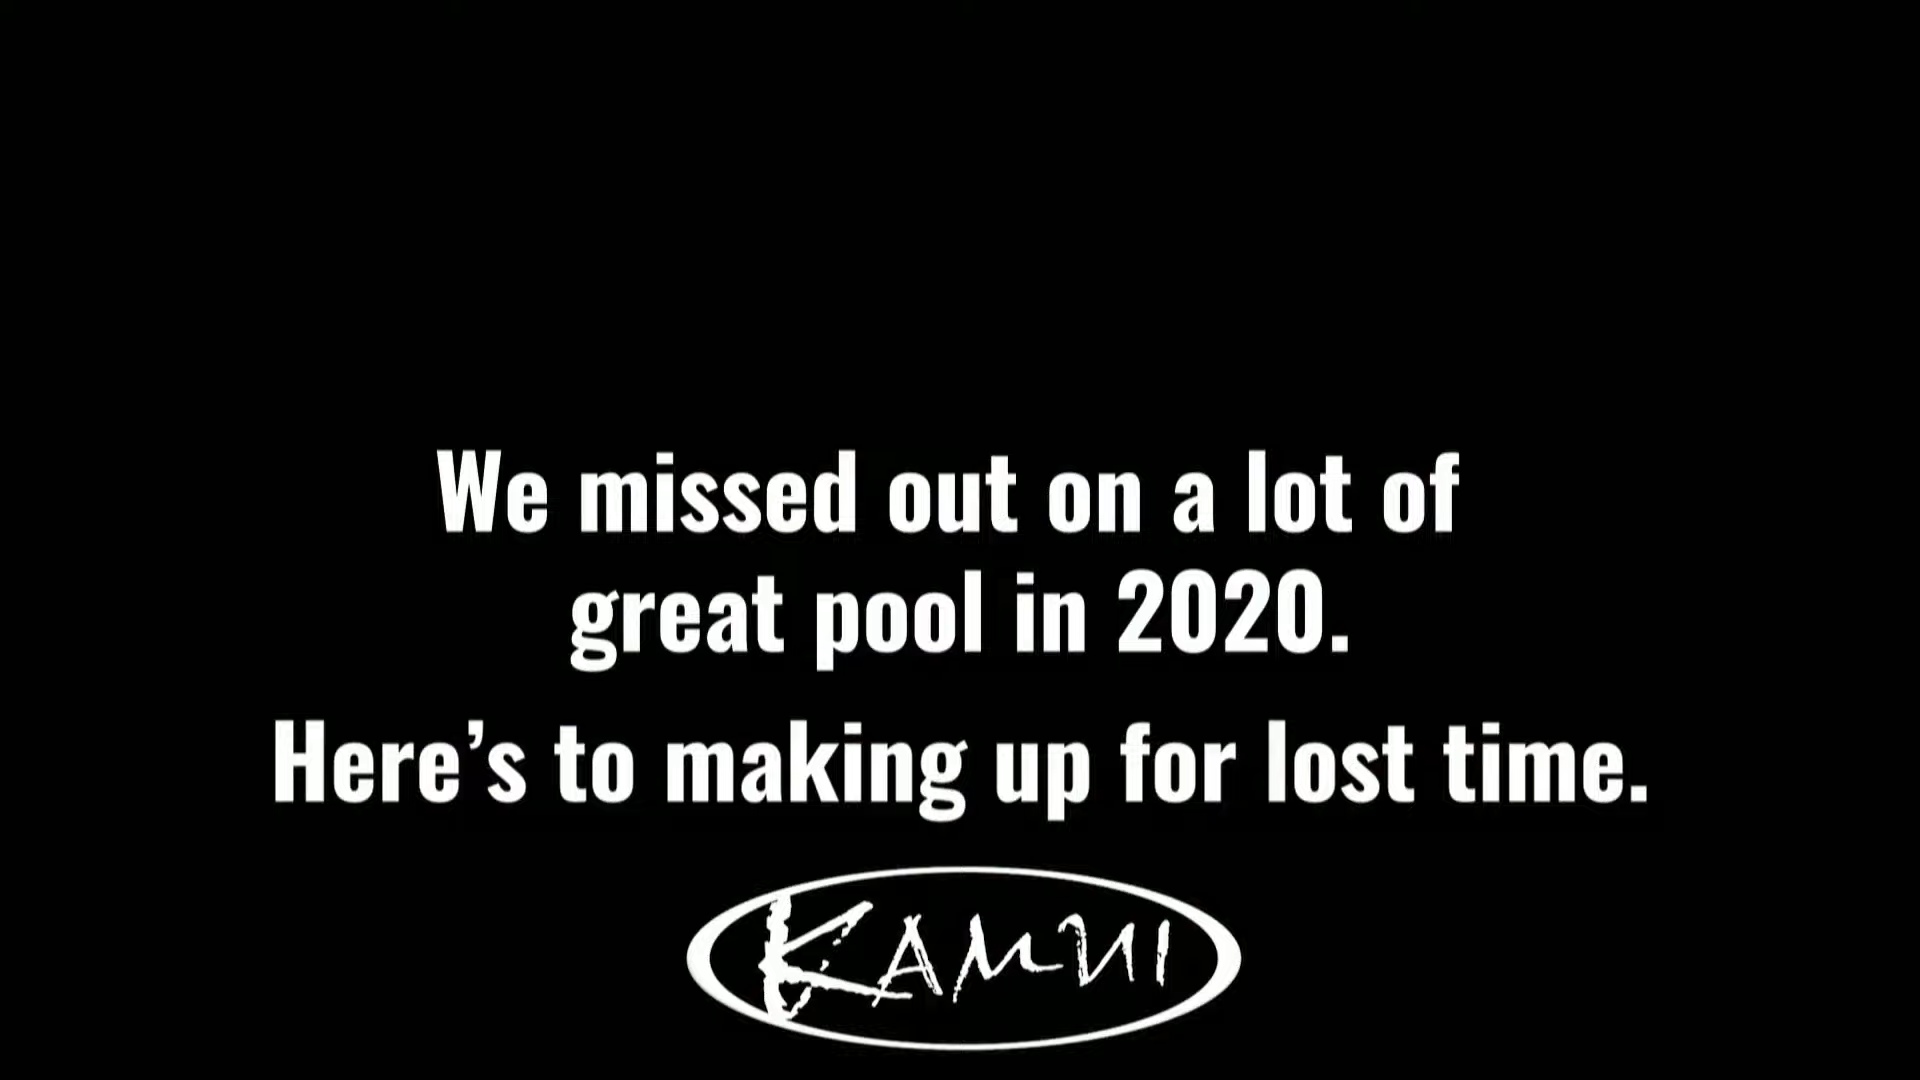 We missed out on a lot of
great pool in 2020.
Here’s to making up for lost time.
KAMUI